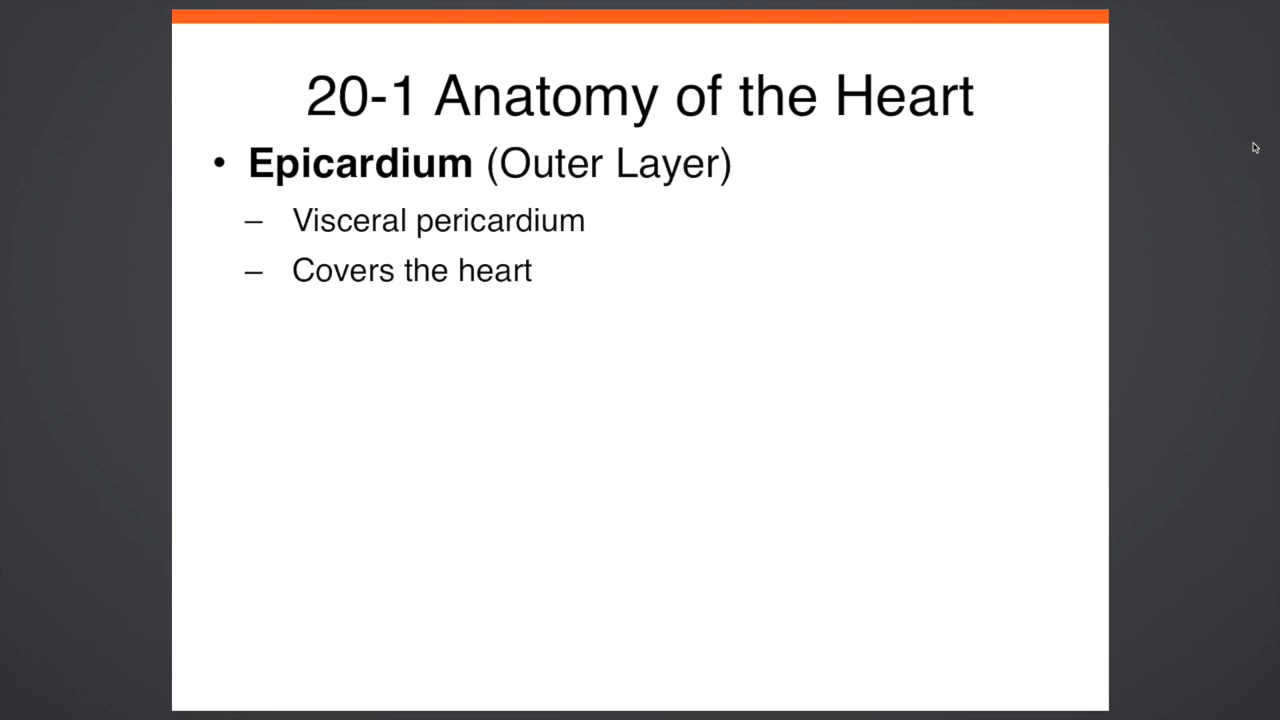 20-1 Anatomy of the Heart
• Epicardium (Outer Layer)
– Visceral pericardium
– Covers the heart